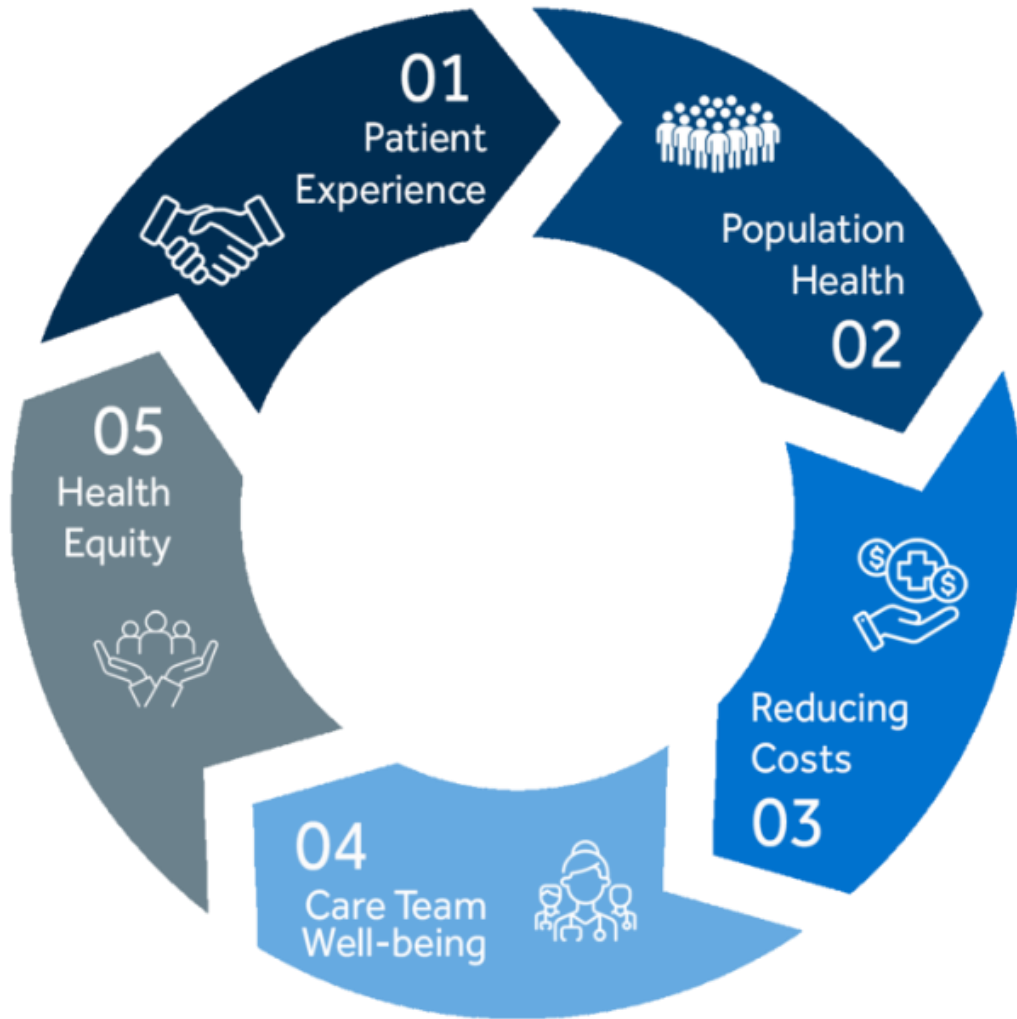 01
Patient
Experience
Population
Health
02
$
$
Reducing
Costs
03
04
Care Team
Well-being
05
Health
Equity